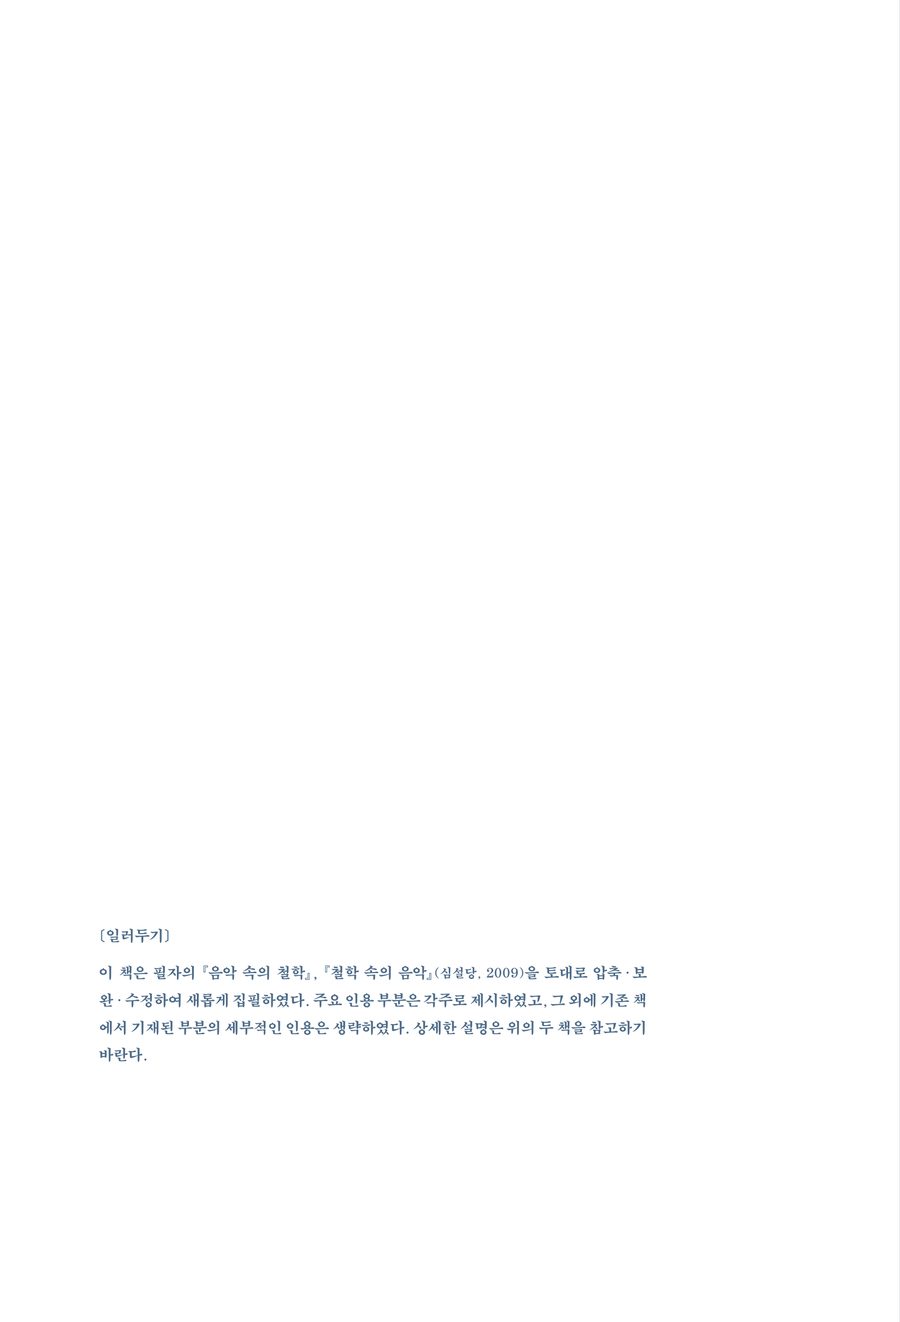 〔일러두기〕
이 책은 필자의 『음악 속의 철학』, 『철학 속의 음악』(심설당, 2009)을 토대로 압축·보
완·수정하여 새롭게 집필하였다. 주요 인용 부분은 각주로 제시하였고, 그 외에 기존 책
에서 기재된 부분의 세부적인 인용은 생략하였다. 상세한 설명은 위의 두 책을 참고하기
바란다.